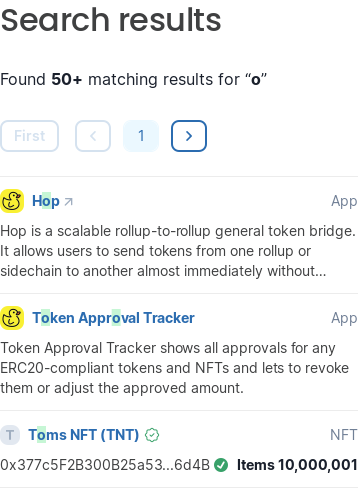 Search results
Found 50+ matching results for “o”
First
1
Hop
App
Hop is a scalable rollup-to-rollup general token bridge.
It allows users to send tokens from one rollup or
sidechain to another almost immediately without...
Token Approval Tracker
App
Token Approval Tracker shows all approvals for any
ERC20-compliant tokens and NFTs and lets to revoke
them or adjust the approved amount.
T
Toms NFT (TNT)
NFT
0x377c5F2B300B25a53...6d4B
Items 10,000,001